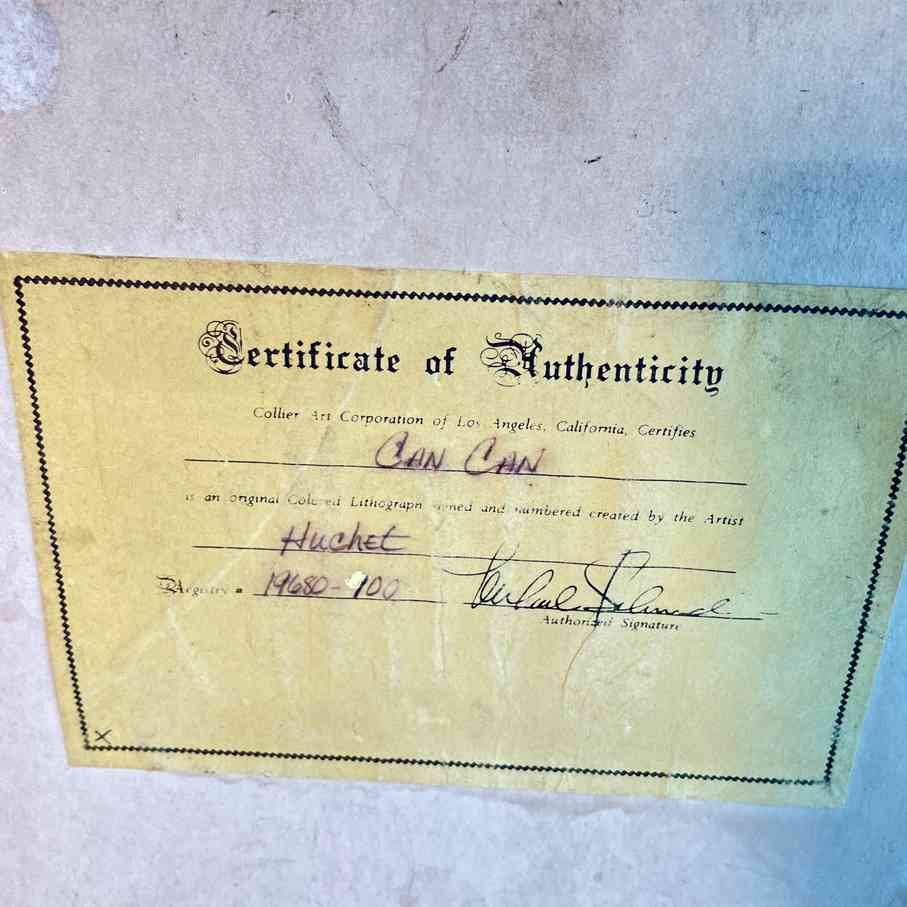 Certificate of Authenticity
Collier Art Corporation of Los Angeles, California, Certifies
CAN CAN
is an original Colored Lithograph signed and numbered created by the Artist
Huchet
Registry # 19680-100
Authorized Signature
X